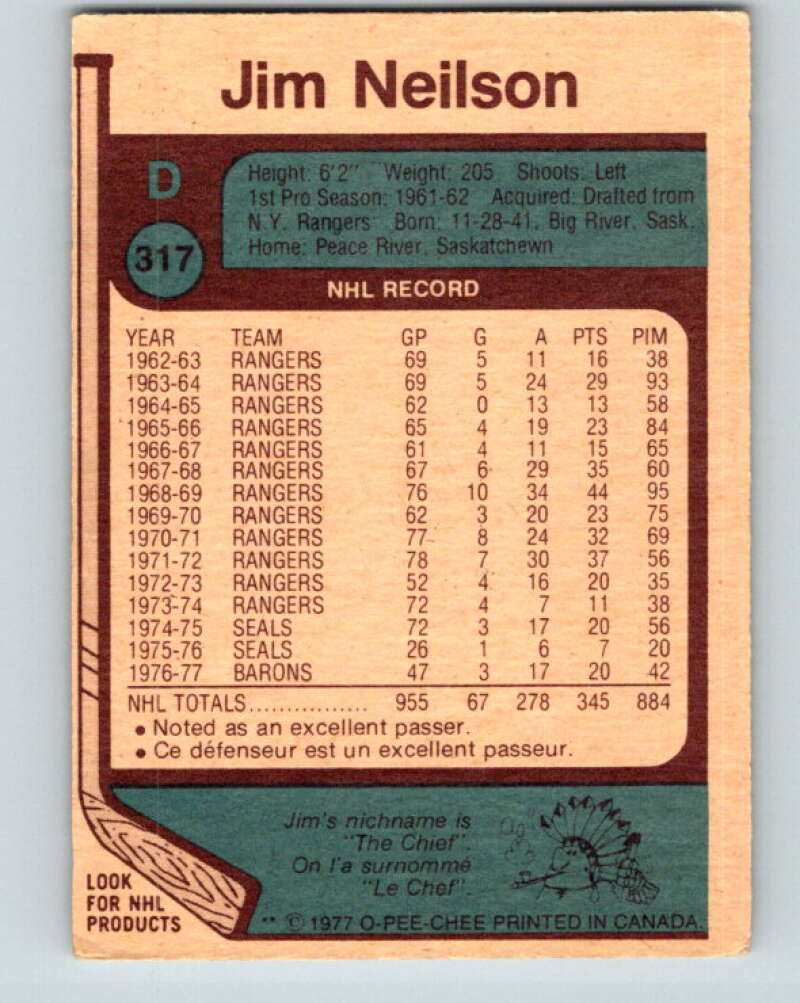 Jim Neilson
D
317
Height: 6'2" Weight: 205 Shoots: Left
1st Pro Season: 1961-62 Acquired: Drafted from
N.Y. Rangers Born: 11-28-41, Big River, Sask.
Home: Peace River, Saskatchewn
NHL RECORD
YEAR TEAM GP G A PTS PIM
1962-63 RANGERS 69 5 11 16 38
1963-64 RANGERS 69 5 24 29 93
1964-65 RANGERS 62 0 13 13 58
1965-66 RANGERS 65 4 19 23 84
1966-67 RANGERS 61 4 11 15 65
1967-68 RANGERS 67 6 29 35 60
1968-69 RANGERS 76 10 34 44 95
1969-70 RANGERS 62 3 20 23 75
1970-71 RANGERS 77 8 24 32 69
1971-72 RANGERS 78 7 30 37 56
1972-73 RANGERS 52 4 16 20 35
1973-74 RANGERS 72 4 7 11 38
1974-75 SEALS 72 3 17 20 56
1975-76 SEALS 26 1 6 7 20
1976-77 BARONS 47 3 17 20 42
NHL TOTALS................ 955 67 278 345 884
• Noted as an excellent passer.
• Ce défenseur est un excellent passeur.
Jim's nichname is
"The Chief".
On l'a surnommé
"Le Chef".
LOOK
FOR NHL
PRODUCTS
** © 1977 O-PEE-CHEE PRINTED IN CANADA